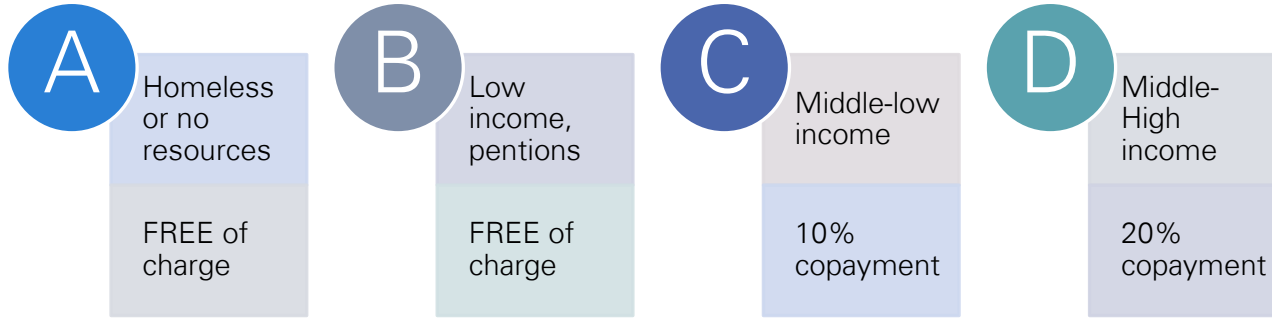 A
Homeless
or no
resources
FREE of
charge
B
Low
income,
pentions
FREE of
charge
C
Middle-low
income
10%
copayment
D
Middle-
High
income
20%
copayment